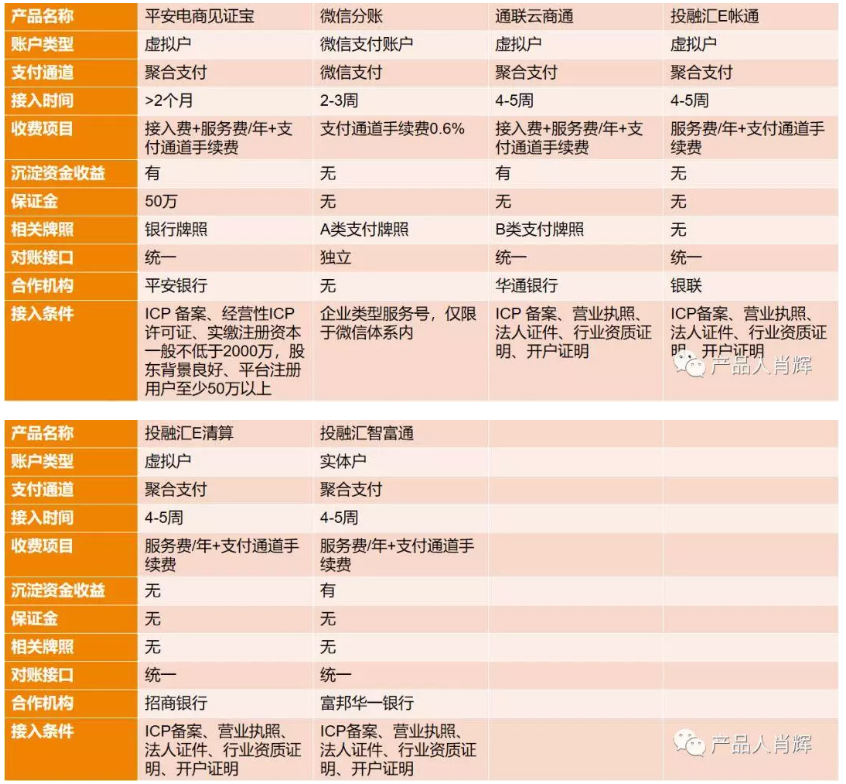 产品名称 平安电商见证宝 微信分账 通联云商通 投融汇E帐通
账户类型 虚拟户 微信支付账户 虚拟户 虚拟户
支付通道 聚合支付 微信支付 聚合支付 聚合支付
接入时间 >2个月 2-3周 4-5周 4-5周
收费项目 接入费+服务费/年+支 支付通道手续费0.6% 接入费+服务费/年+支 服务费/年+支付通道手
付通道手续费 付通道手续费 续费
沉淀资金收益 有 无 有 无
保证金 50万 无 无 无
相关牌照 银行牌照 A类支付牌照 B类支付牌照 无
对账接口 统一 独立 统一 统一
合作机构 平安银行 无 华通银行 银联
接入条件 ICP 备案、经营性ICP 企业类型服务号，仅限 ICP 备案、营业执照、 ICP备案、营业执照、
许可证、实缴注册资本 于微信体系内 法人证件、行业资质证 法人证件、行业资质证
一般不低于2000万，股 明、开户证明 明、开户证明
东背景良好、平台注册 产品人肖辉
用户至少50万以上
产品名称 投融汇E清算 投融汇智富通
账户类型 虚拟户 实体户
支付通道 聚合支付 聚合支付
接入时间 4-5周 4-5周
收费项目 服务费/年+支付通道手 服务费/年+支付通道手
续费 续费
沉淀资金收益 无 有
保证金 无 无
相关牌照 无 无
对账接口 统一 统一
合作机构 招商银行 富邦华一银行
接入条件 ICP备案、营业执照、 ICP备案、营业执照、
法人证件、行业资质证 法人证件、行业资质证 产品人肖辉
明、开户证明 明、开户证明